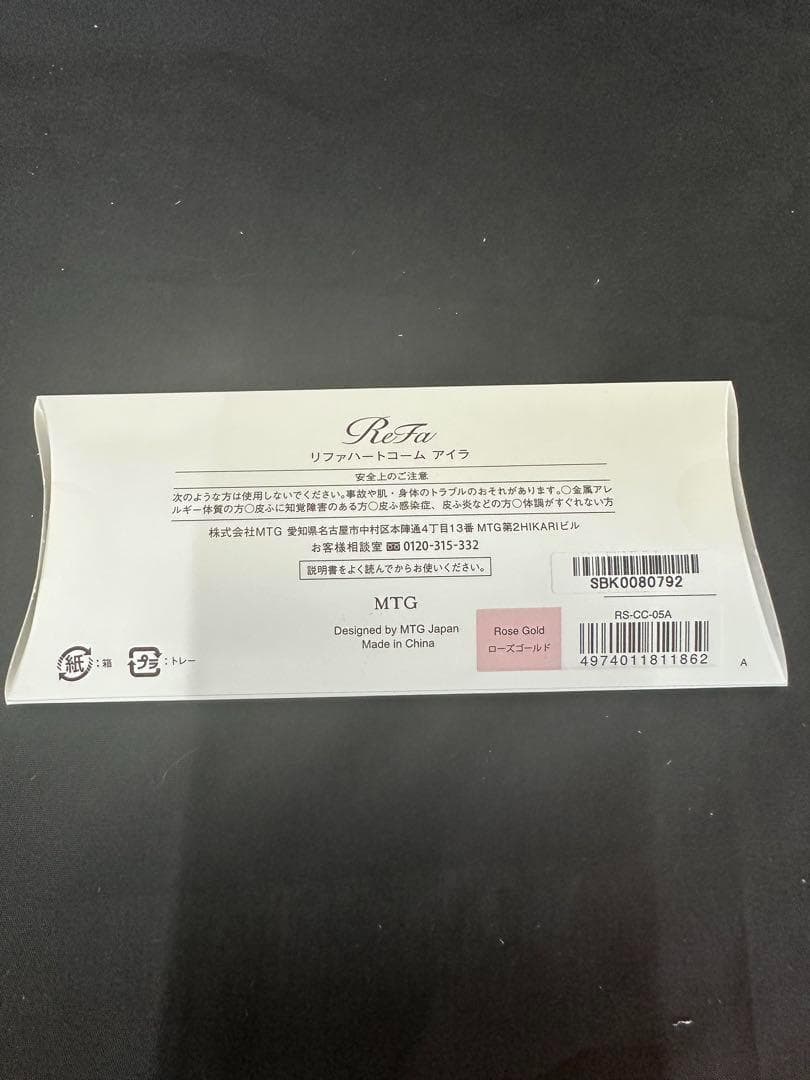 ReFa
リファハートコーム アイラ
安全上のご注意
次のような方は使用しないでください。事故や肌・身体のトラブルのおそれがあります。○金属アレ
ルギー体質の方○皮ふに知覚障害のある方○皮ふ感染症、皮ふ炎などの方○体調がすぐれない方
株式会社MTG 愛知県名古屋市中村区本陣通4丁目13番 MTG第2HIKARIビル
お客様相談室 0120-315-332
説明書をよく読んでからお使いください。
SBK0080792
MTG
Designed by MTG Japan
Made in China
Rose Gold
ローズゴールド
RS-CC-05A
4974011811862
紙:箱
プラ:トレー
A